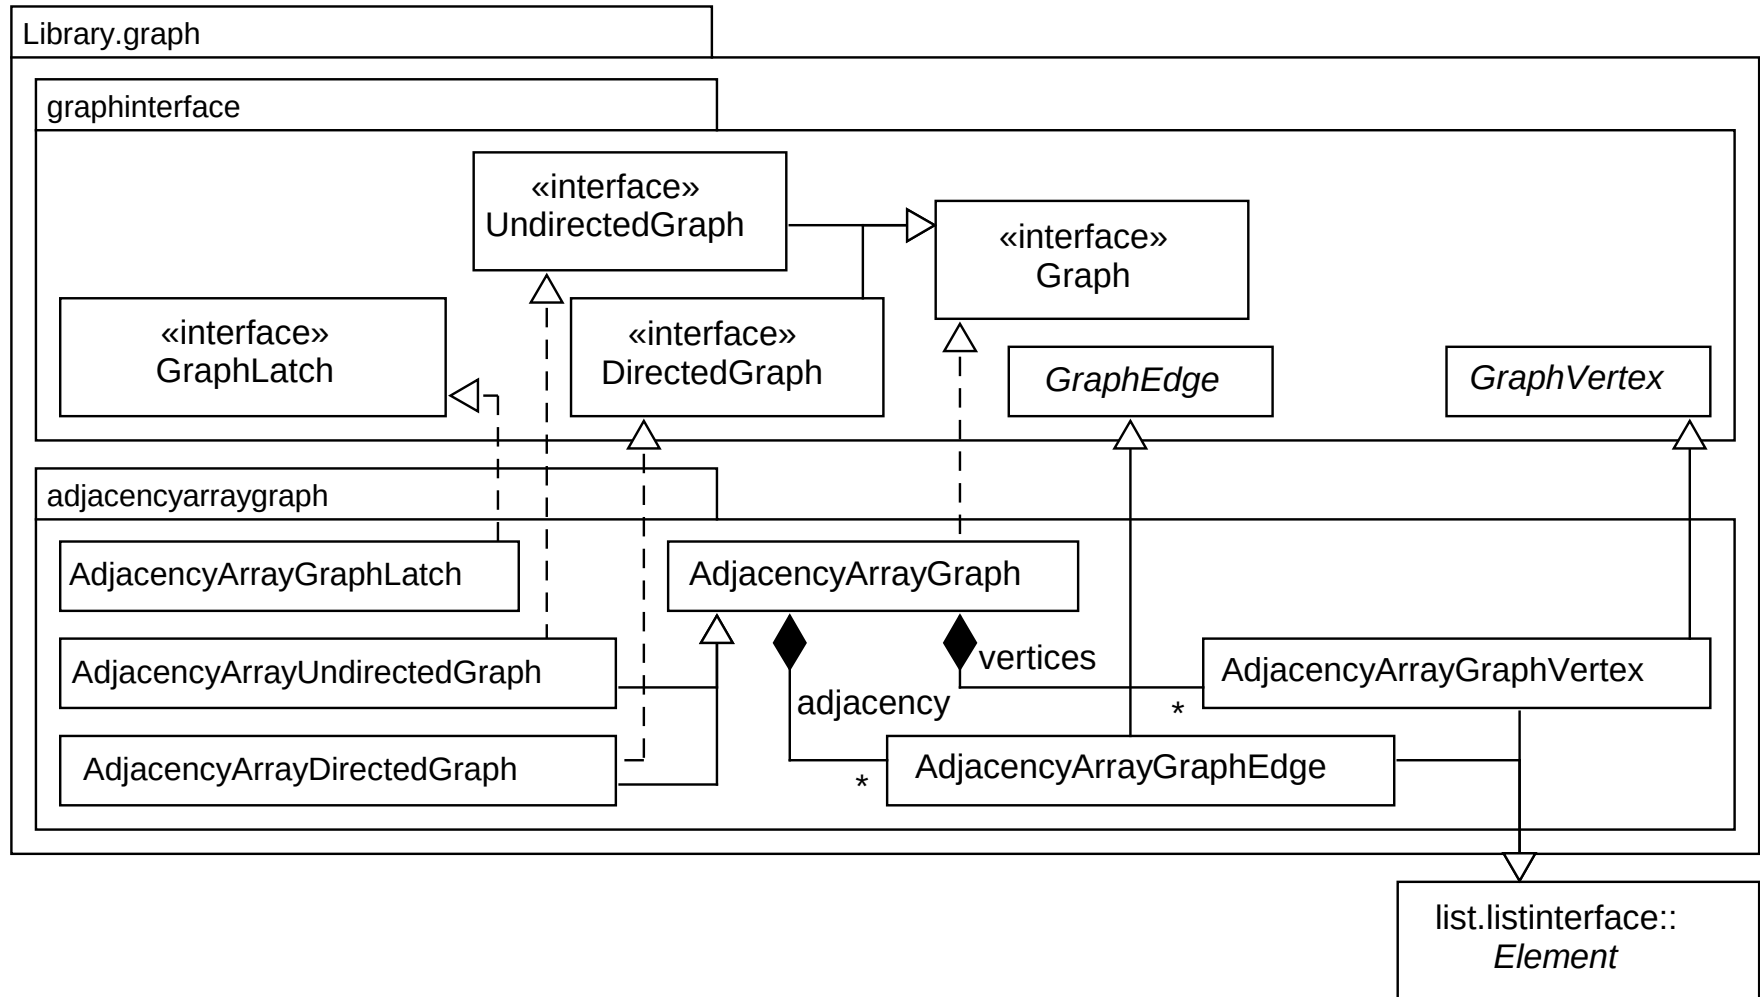 Library.graph
graphinterface
«interface»
UndirectedGraph
«interface»
Graph
«interface»
GraphLatch
«interface»
DirectedGraph
GraphEdge
GraphVertex
adjacencyarraygraph
AdjacencyArrayGraphLatch
AdjacencyArrayGraph
AdjacencyArrayUndirectedGraph
vertices
AdjacencyArrayGraphVertex
adjacency
*
AdjacencyArrayDirectedGraph
*
AdjacencyArrayGraphEdge
list.listinterface::
Element